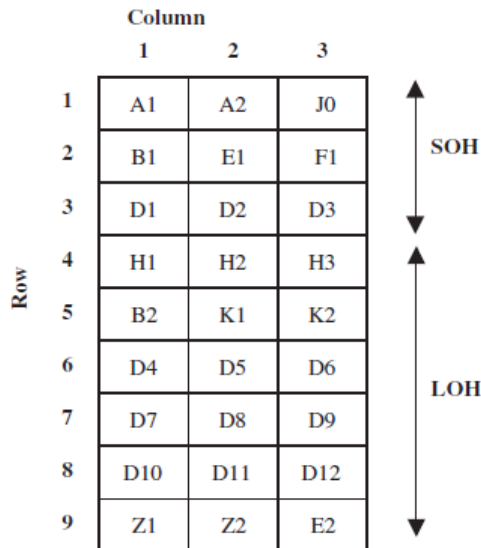 Column
1 2 3
1 A1 A2 J0
2 B1 E1 F1 SOH
3 D1 D2 D3
4 H1 H2 H3
Row 5 B2 K1 K2
6 D4 D5 D6 LOH
7 D7 D8 D9
8 D10 D11 D12
9 Z1 Z2 E2